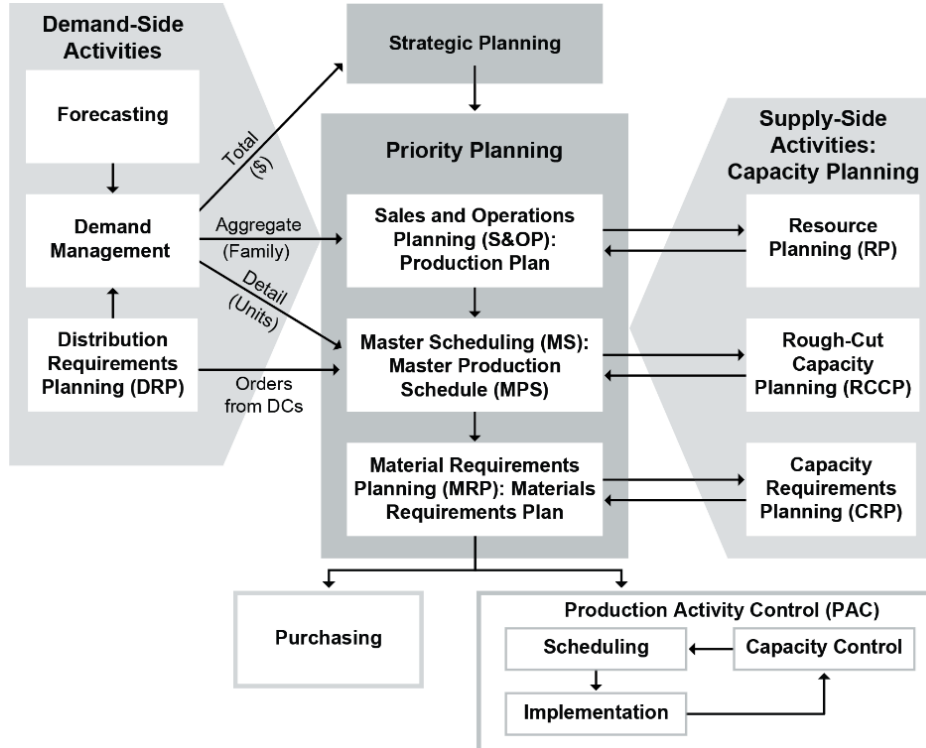 Demand-Side
Activities
Forecasting
Demand
Management
Distribution
Requirements
Planning (DRP)
Total
($)
Aggregate
(Family)
Detail
(Units)
Orders
from DCs
Strategic Planning
Priority Planning
Sales and Operations
Planning (S&OP):
Production Plan
Master Scheduling (MS):
Master Production
Schedule (MPS)
Material Requirements
Planning (MRP): Materials
Requirements Plan
Supply-Side
Activities:
Capacity Planning
Resource
Planning (RP)
Rough-Cut
Capacity
Planning (RCCP)
Capacity
Requirements
Planning (CRP)
Purchasing
Production Activity Control (PAC)
Scheduling
Capacity Control
Implementation